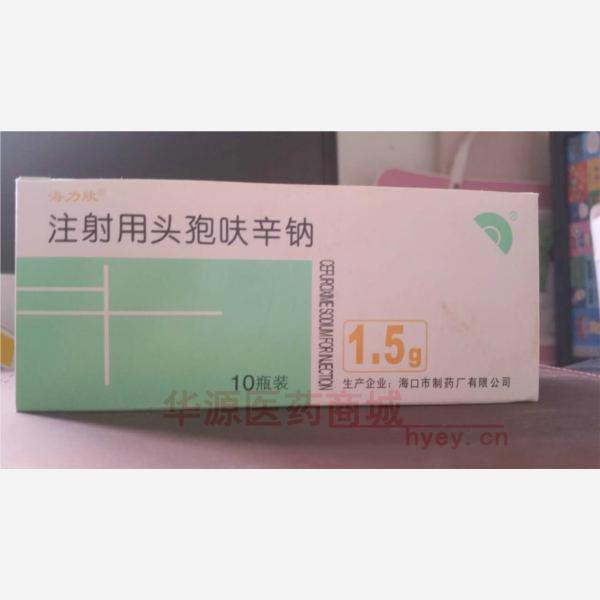 海力欣®
注射用头孢呋辛钠
®
CEFUROXIME SODIUM FOR INJECTION
1.5g
10瓶装
生产企业：海口市制药厂有限公司
华源医药商城
hyey.cn